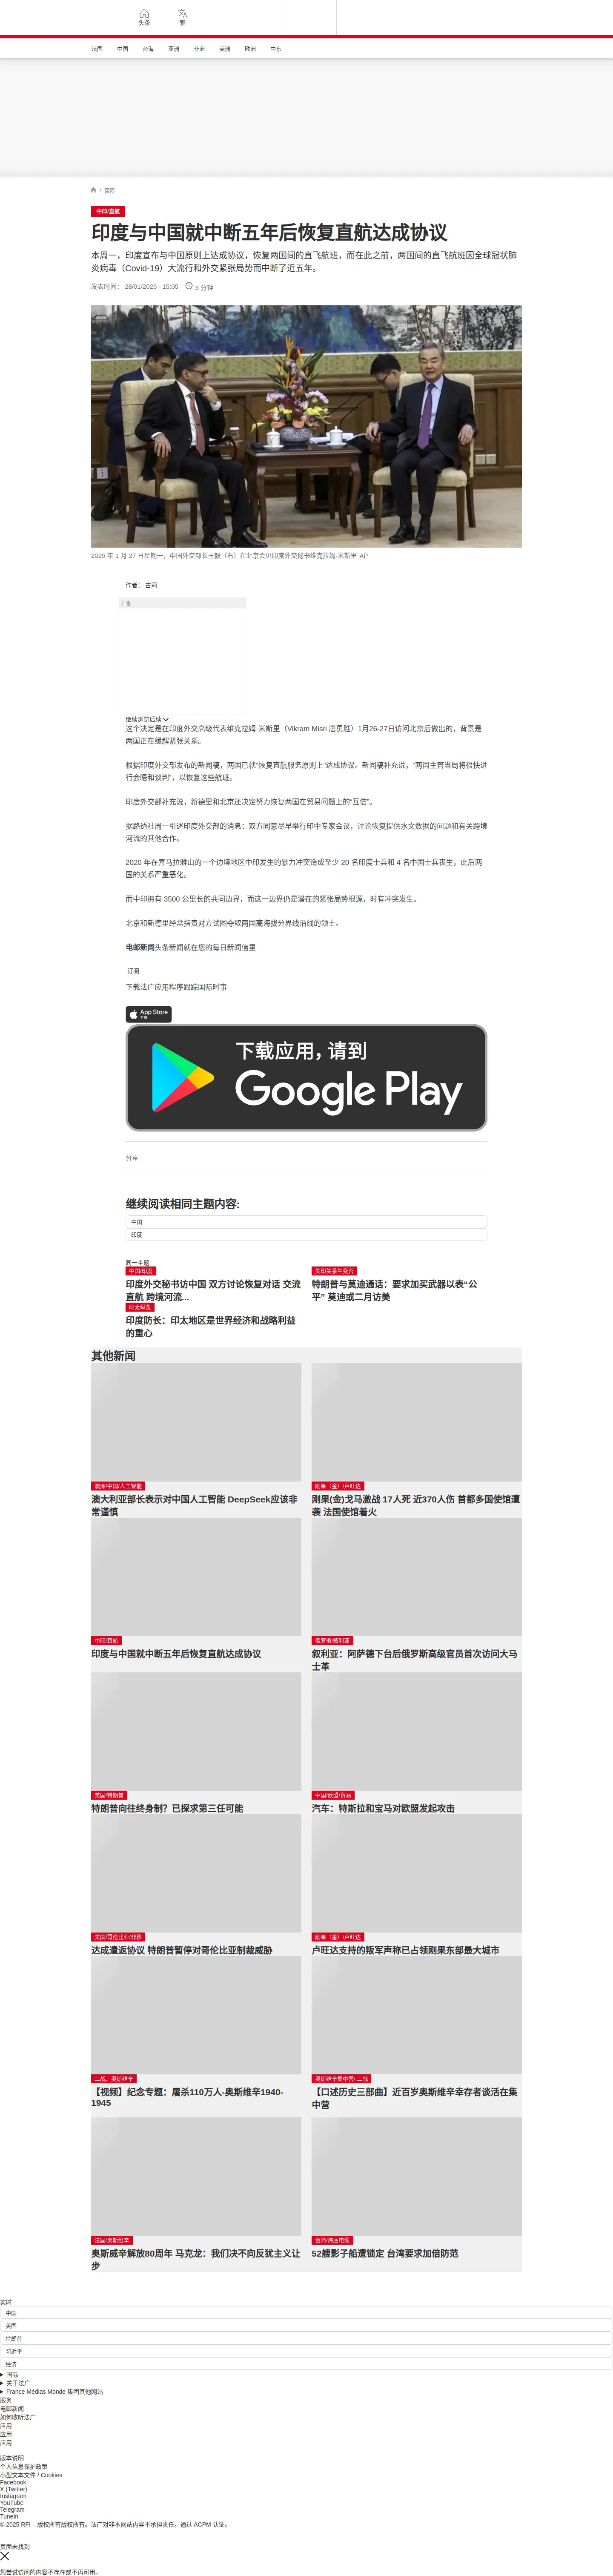 头条
繁
法国
中国
台海
亚洲
非洲
美洲
欧洲
中东
/ 国际
中印/直航
印度与中国就中断五年后恢复直航达成协议
本周一，印度宣布与中国原则上达成协议，恢复两国间的直飞航班，而在此之前，两国间的直飞航班因全球冠状肺
炎病毒（Covid-19）大流行和外交紧张局势而中断了近五年。
发表时间： 28/01/2025 - 15:05
3 分钟
2025 年 1 月 27 日星期一，中国外交部长王毅（右）在北京会见印度外交秘书维克拉姆·米斯里 AP
作者： 古莉
广告
继续浏览后续
这个决定是在印度外交高级代表维克拉姆·米斯里（Vikram Misri 唐勇胜）1月26-27日访问北京后做出的，背景是
两国正在缓解紧张关系。
根据印度外交部发布的新闻稿，两国已就“恢复直航服务原则上”达成协议。新闻稿补充说，“两国主管当局将很快进
行会晤和谈判”，以恢复这些航班。
印度外交部补充说，新德里和北京还决定努力恢复两国在贸易问题上的“互信”。
据路透社周一引述印度外交部的消息：双方同意尽早举行印中专家会议，讨论恢复提供水文数据的问题和有关跨境
河流的其他合作。
2020 年在喜马拉雅山的一个边境地区中印发生的暴力冲突造成至少 20 名印度士兵和 4 名中国士兵丧生，此后两
国的关系严重恶化。
而中印拥有 3500 公里长的共同边界，而这一边界仍是潜在的紧张局势根源，时有冲突发生。
北京和新德里经常指责对方试图夺取两国高海拔分界线沿线的领土。
电邮新闻头条新闻就在您的每日新闻信里
订阅
下载法广应用程序跟踪国际时事
App Store
下载
下载应用，请到
Google Play
分享 :
继续阅读相同主题内容:
中国
印度
同一主题
中国/印度
印度外交秘书访中国 双方讨论恢复对话 交流
直航 跨境河流...
美印关系生变否
特朗普与莫迪通话：要求加买武器以表“公
平” 莫迪或二月访美
印太纵览
印度防长：印太地区是世界经济和战略利益
的重心
其他新闻
澳洲/中国/人工智能
澳大利亚部长表示对中国人工智能 DeepSeek应该非
常谨慎
刚果（金）/卢旺达
刚果(金)戈马激战 17人死 近370人伤 首都多国使馆遭
袭 法国使馆着火
中印/直航
印度与中国就中断五年后恢复直航达成协议
俄罗斯/叙利亚
叙利亚：阿萨德下台后俄罗斯高级官员首次访问大马
士革
美国/特朗普
特朗普向往终身制？已探求第三任可能
中国/欧盟/贸易
汽车：特斯拉和宝马对欧盟发起攻击
美国/哥伦比亚/非移
达成遣返协议 特朗普暂停对哥伦比亚制裁威胁
刚果（金）/卢旺达
卢旺达支持的叛军声称已占领刚果东部最大城市
二战，奥斯维辛
【视频】纪念专题：屠杀110万人-奥斯维辛1940-
1945
奥斯维辛集中营/ 二战
【口述历史三部曲】近百岁奥斯维辛幸存者谈活在集
中营
法国/奥斯维辛
奥斯威辛解放80周年 马克龙：我们决不向反犹主义让
步
台湾/海底电缆
52艘影子船遭锁定 台湾要求加倍防范
实时
中国
美国
特朗普
习近平
经济
国际
关于法广
France Médias Monde 集团其他网站
服务
电邮新闻
如何收听法广
应用
应用
应用
版本说明
个人信息保护政策
小型文本文件 / Cookies
Facebook
X (Twitter)
Instagram
YouTube
Telegram
TuneIn
© 2025 RFI – 版权所有版权所有。法广对非本网站内容不承担责任。通过 ACPM 认证。
页面未找到
您尝试访问的内容不存在或不再可用。